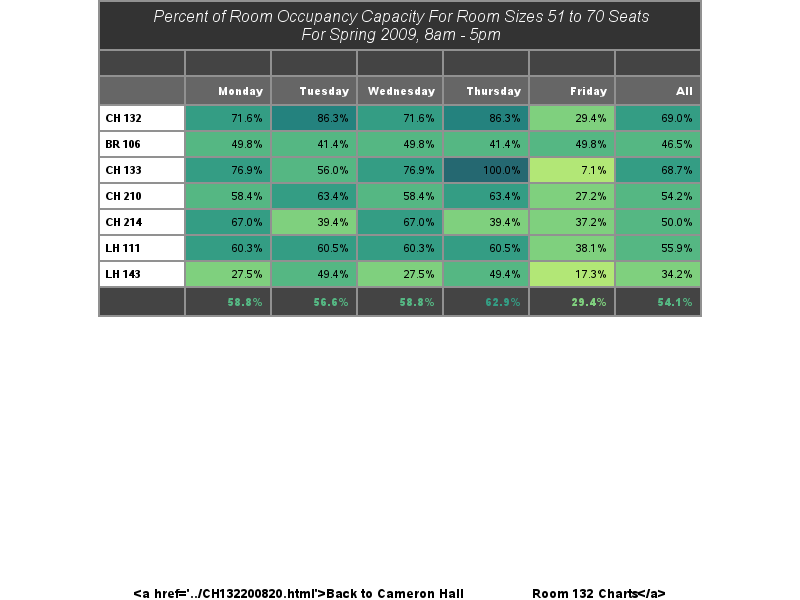 Percent of Room Occupancy Capacity For Room Sizes 51 to 70 Seats
For Spring 2009, 8am - 5pm
Monday Tuesday Wednesday Thursday Friday All
CH 132 71.6% 86.3% 71.6% 86.3% 29.4% 69.0%
BR 106 49.8% 41.4% 49.8% 41.4% 49.8% 46.5%
CH 133 76.9% 56.0% 76.9% 100.0% 7.1% 68.7%
CH 210 58.4% 63.4% 58.4% 63.4% 27.2% 54.2%
CH 214 67.0% 39.4% 67.0% 39.4% 37.2% 50.0%
LH 111 60.3% 60.5% 60.3% 60.5% 38.1% 55.9%
LH 143 27.5% 49.4% 27.5% 49.4% 17.3% 34.2%
58.8% 56.6% 58.8% 62.9% 29.4% 54.1%
<a href='../CH132200820.html'>Back to Cameron Hall Room 132 Charts</a>